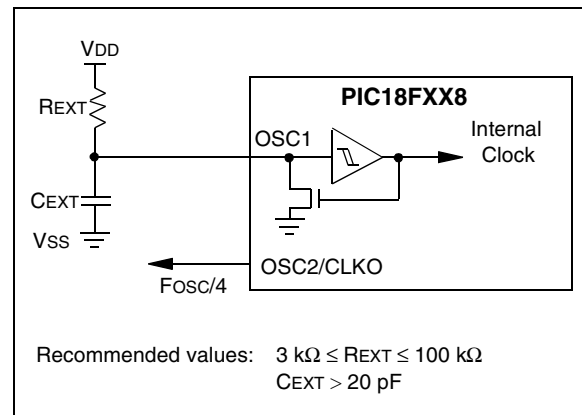 VDD
PIC18FXX8
REXT
OSC1
Internal
Clock
CEXT
VSS
OSC2/CLKO
FOSC/4
Recommended values: 3 kΩ ≤ REXT ≤ 100 kΩ
CEXT > 20 pF